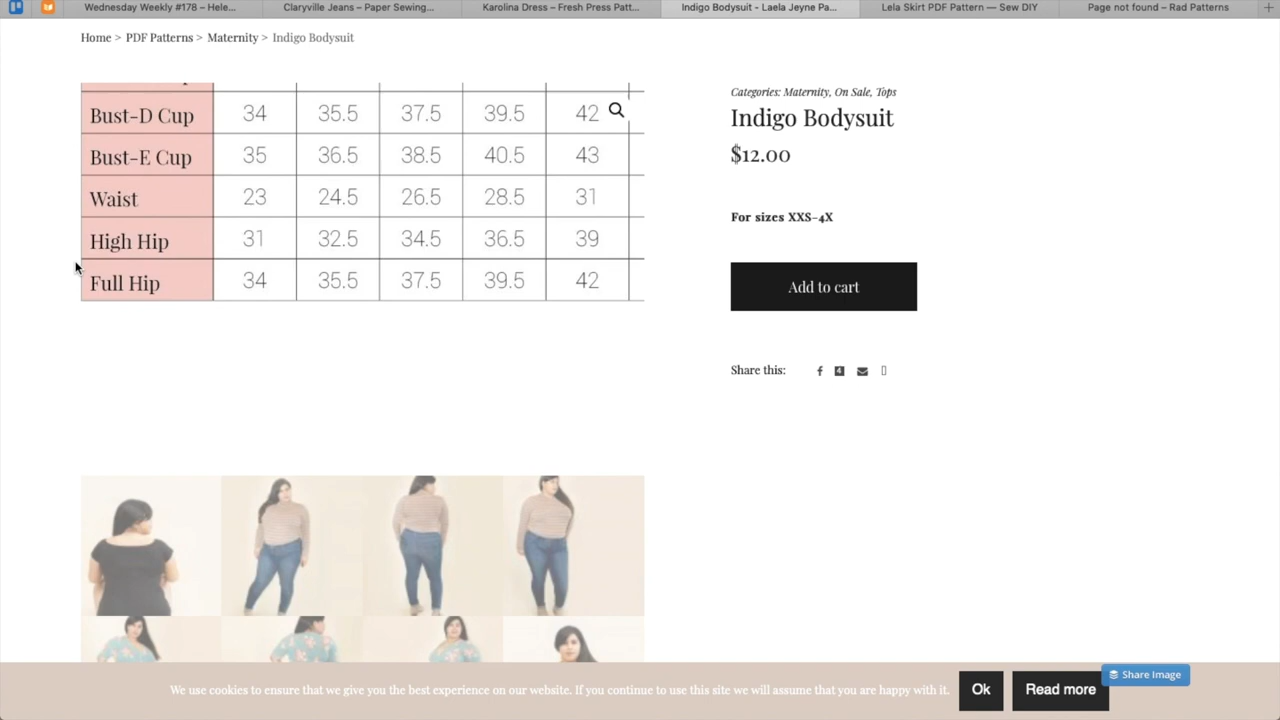 Wednesday Weekly #178 – Hele...
Claryville Jeans – Paper Sewing...
Karolina Dress – Fresh Press Patt...
Indigo Bodysuit - Laela Jeyne Pa...
Lela Skirt PDF Pattern — Sew DIY
Page not found – Rad Patterns
Home > PDF Patterns > Maternity > Indigo Bodysuit
Bust-D Cup 34 35.5 37.5 39.5 42
Bust-E Cup 35 36.5 38.5 40.5 43
Waist 23 24.5 26.5 28.5 31
High Hip 31 32.5 34.5 36.5 39
Full Hip 34 35.5 37.5 39.5 42
Categories: Maternity, On Sale, Tops
Indigo Bodysuit
$12.00
For sizes XXS-4X
Add to cart
Share this:
We use cookies to ensure that we give you the best experience on our website. If you continue to use this site we will assume that you are happy with it.
Ok
Read more
Share Image